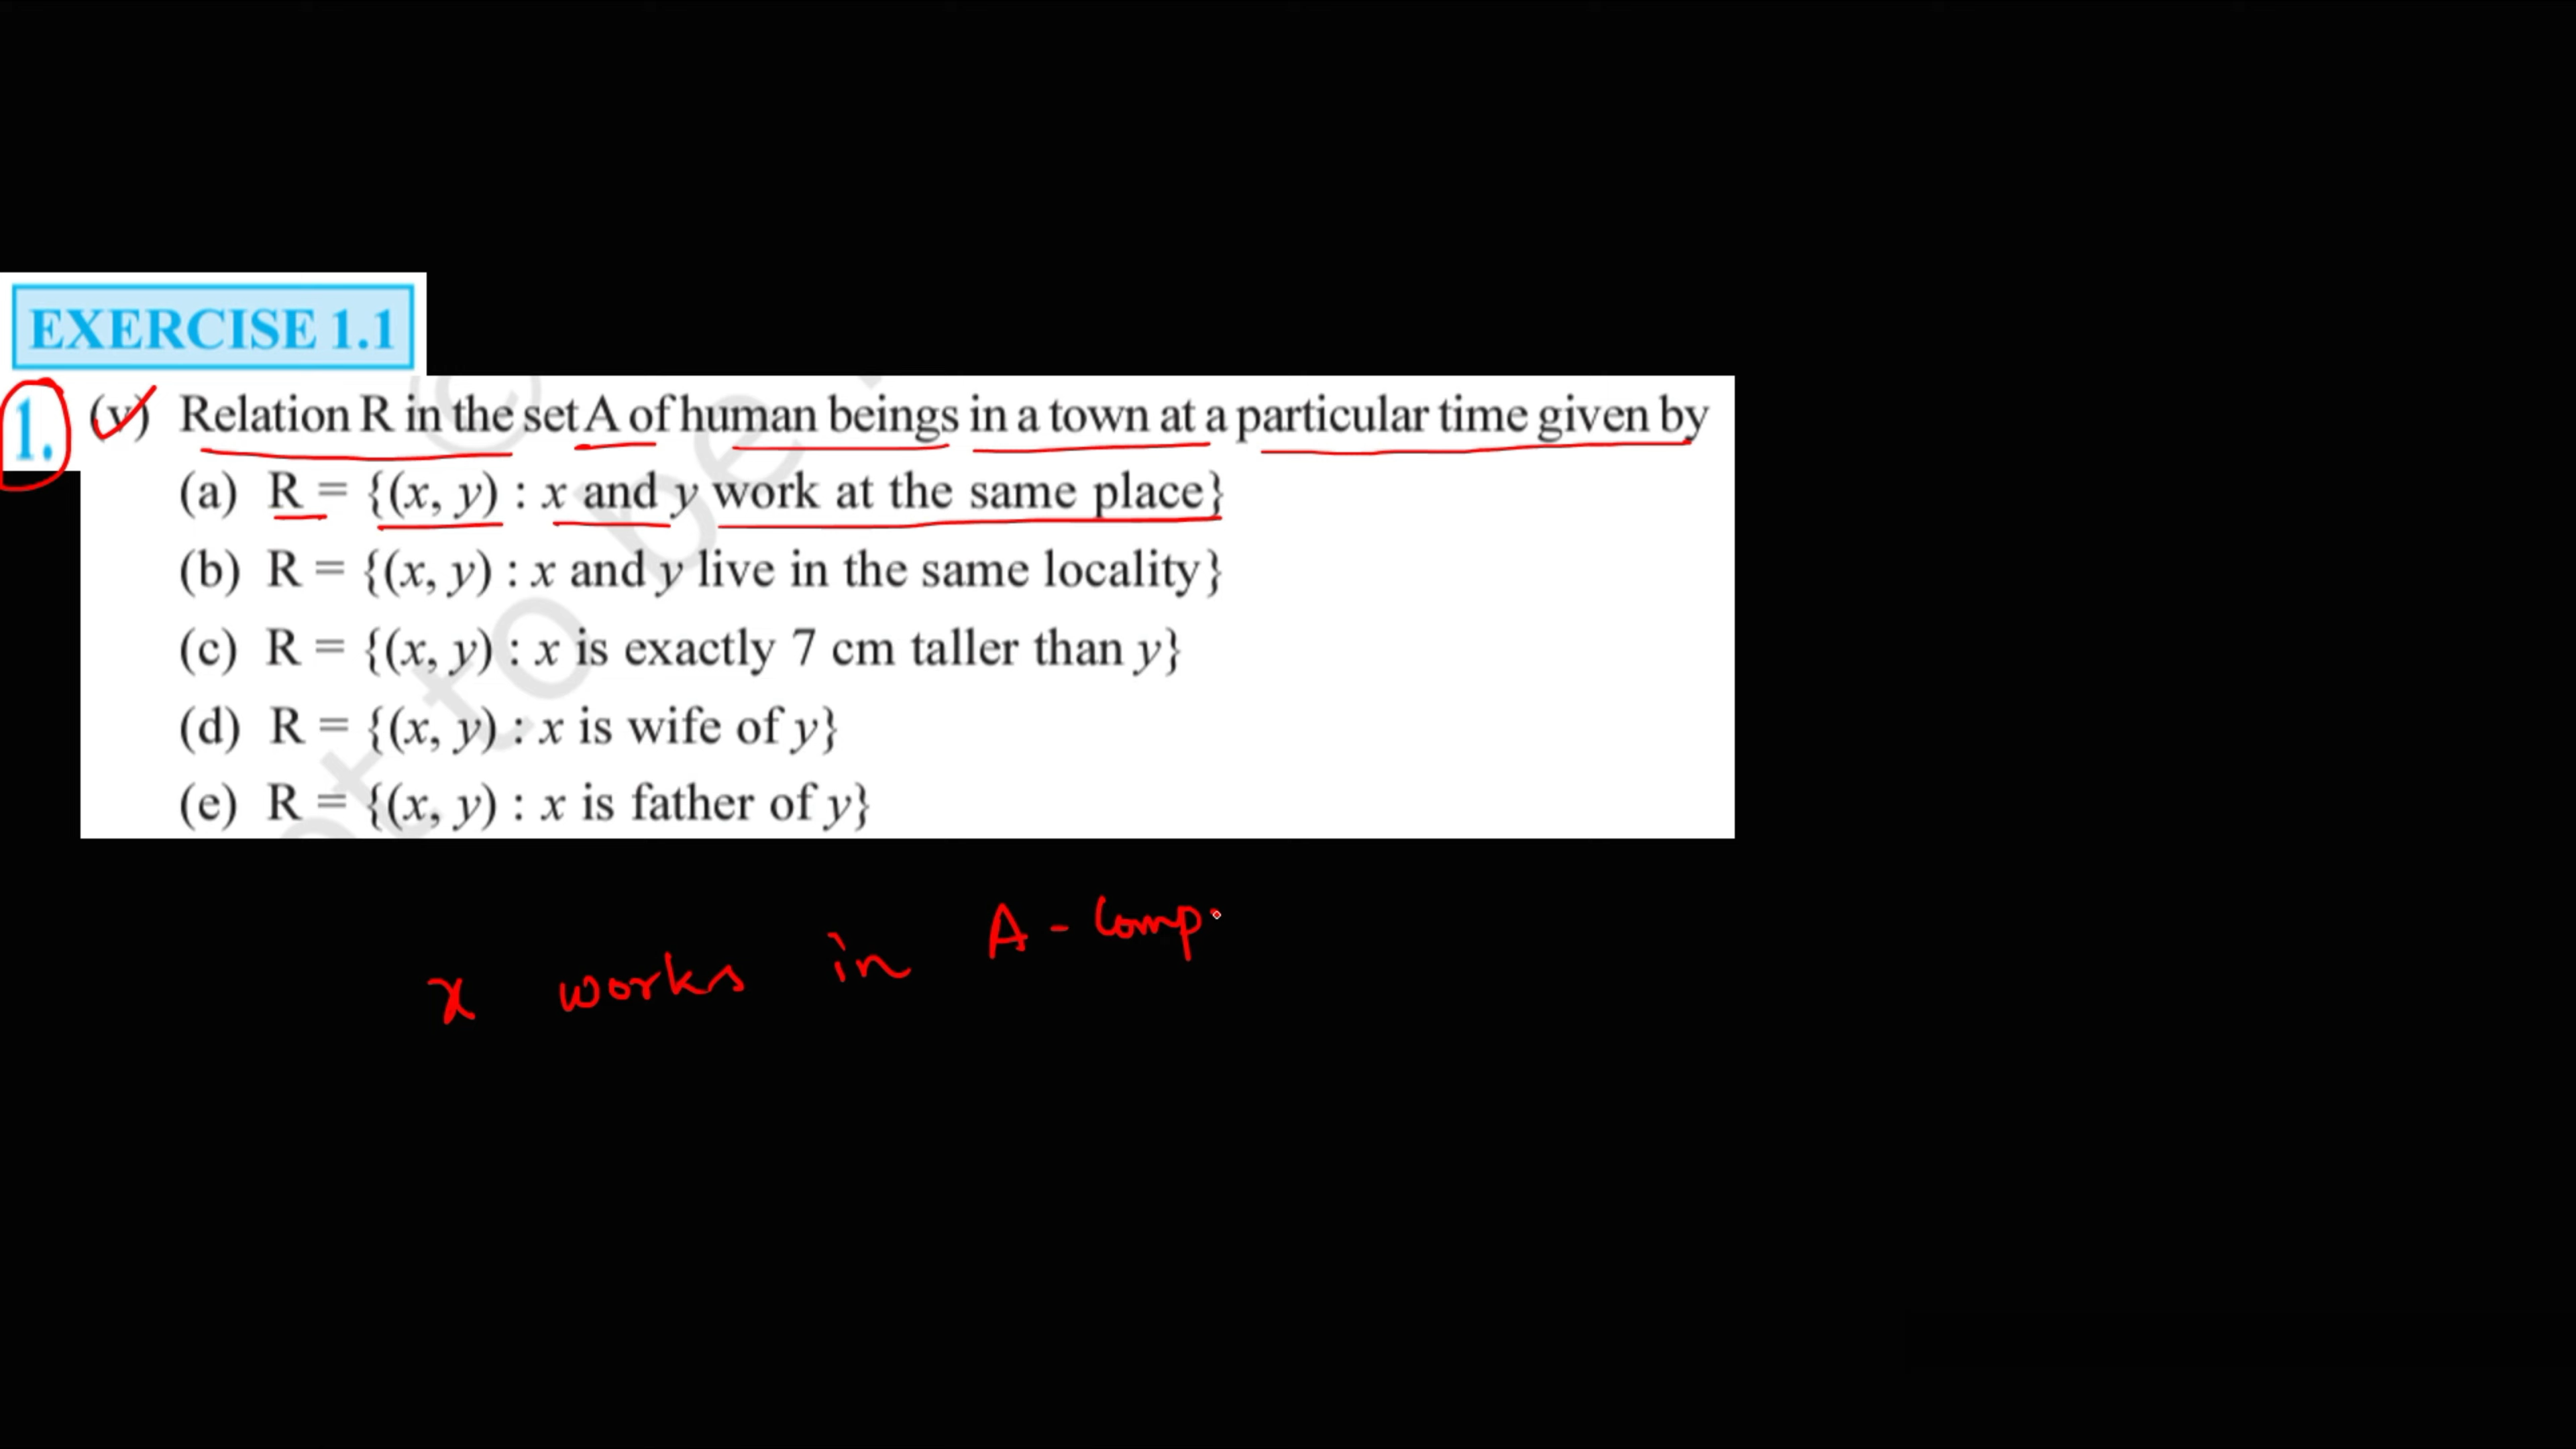 EXERCISE 1.1
1. (v) Relation R in the set A of human beings in a town at a particular time given by
(a) R = {(x, y) : x and y work at the same place}
(b) R = {(x, y) : x and y live in the same locality}
(c) R = {(x, y) : x is exactly 7 cm taller than y}
(d) R = {(x, y) : x is wife of y}
(e) R = {(x, y) : x is father of y}
x works in A - Comp